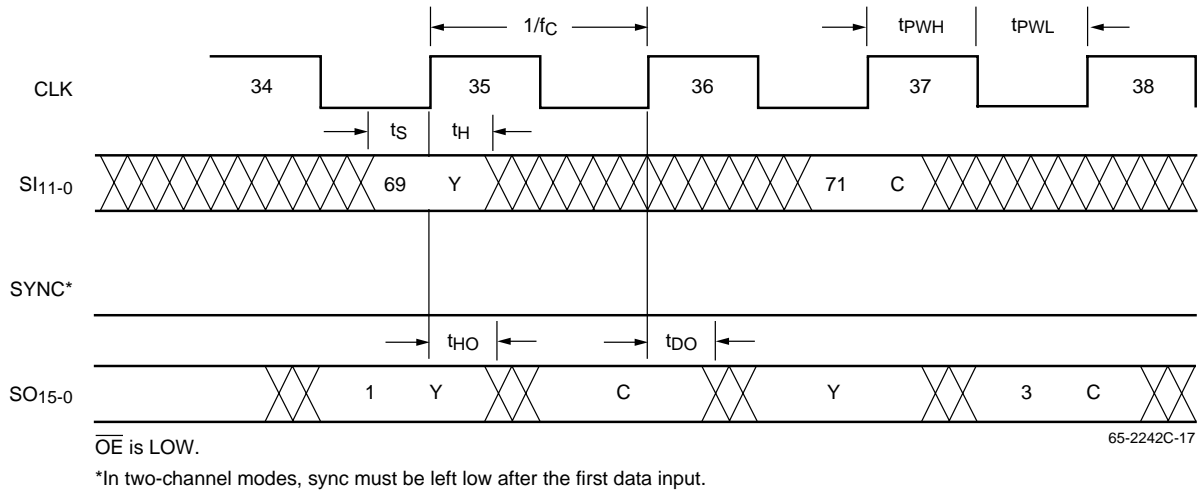 1/fC
tPWH
tPWL
CLK
34
35
36
37
38
tS
tH
SI11-0
69
Y
71
C
SYNC*
tHO
tDO
SO15-0
1
Y
C
Y
3
C
OE is LOW.
65-2242C-17
*In two-channel modes, sync must be left low after the first data input.